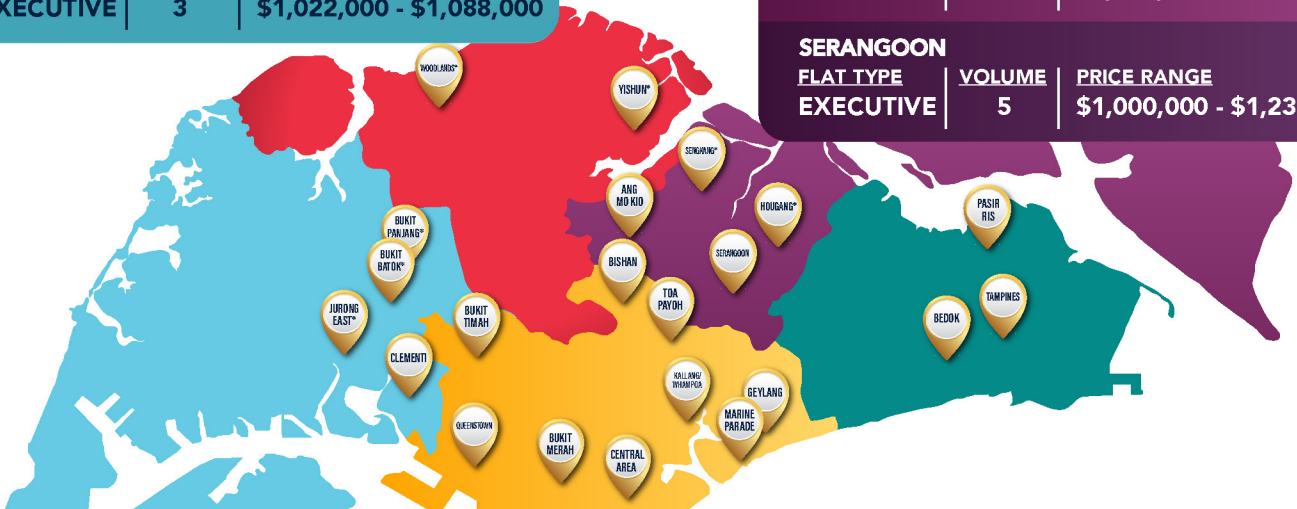 EXECUTIVE 3 $1,022,000 - $1,088,000
SERANGOON
FLAT TYPE VOLUME PRICE RANGE
EXECUTIVE 5 $1,000,000 - $1,23
WOODLANDS*
YISHUN*
SENGKANG*
ANG
MO KIO
HOUGANG*
PASIR
RIS
BUKIT
PANJANG*
BUKIT
BATOK*
BISHAN
SERANGOON
TOA
PAYOH
JURONG
EAST*
BUKIT
TIMAH
BEDOK
TAMPINES
CLEMENTI
KALLANG/
WHAMPOA
GEYLANG
MARINE
PARADE
QUEENSTOWN
BUKIT
MERAH
CENTRAL
AREA